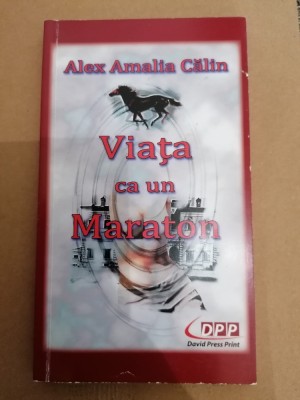 Alex Amalia Călin
Viața
ca un
Maraton
DPP
David Press Print